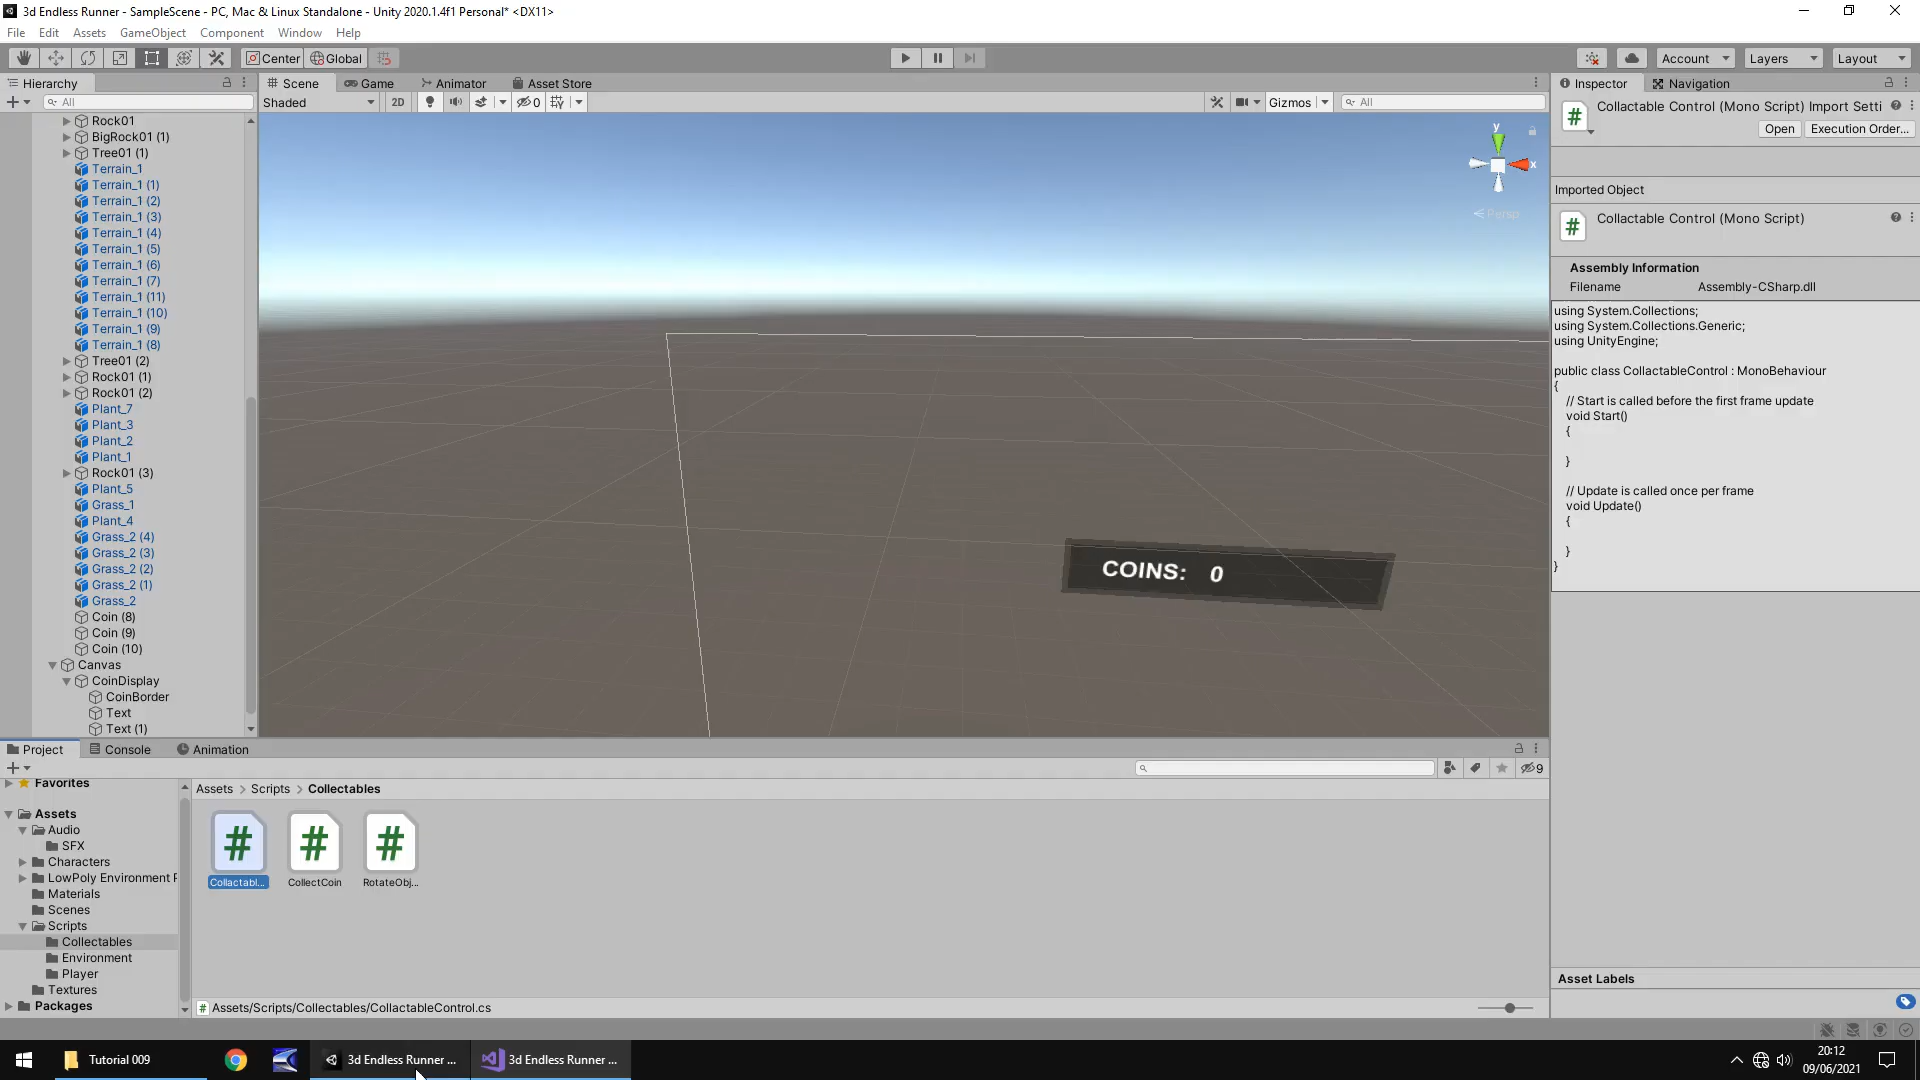 3d Endless Runner - SampleScene - PC, Mac & Linux Standalone - Unity 2020.1.4f1 Personal* <DX11>
File Edit Assets GameObject Component Window Help
Center Global Account Layers Layout
Hierarchy
All
Rock01
BigRock01 (1)
Tree01 (1)
Terrain_1
Terrain_1 (1)
Terrain_1 (2)
Terrain_1 (3)
Terrain_1 (4)
Terrain_1 (5)
Terrain_1 (6)
Terrain_1 (7)
Terrain_1 (11)
Terrain_1 (10)
Terrain_1 (9)
Terrain_1 (8)
Tree01 (2)
Rock01 (1)
Rock01 (2)
Plant_7
Plant_3
Plant_2
Plant_1
Rock01 (3)
Plant_5
Grass_1
Plant_4
Grass_2 (4)
Grass_2 (3)
Grass_2 (2)
Grass_2 (1)
Grass_2
Coin (8)
Coin (9)
Coin (10)
Canvas
CoinDisplay
CoinBorder
Text
Text (1)
Scene Game Animator Asset Store
Shaded 2D 0 Gizmos All
y
x
Persp
COINS: 0
Inspector Navigation
Collactable Control (Mono Script) Import Setti
Open Execution Order...
Imported Object
Collactable Control (Mono Script)
Assembly Information
Filename Assembly-CSharp.dll
using System.Collections;
using System.Collections.Generic;
using UnityEngine;
public class CollactableControl : MonoBehaviour
{
// Start is called before the first frame update
void Start()
{
}
// Update is called once per frame
void Update()
{
}
}
Asset Labels
Project Console Animation
9
Favorites
Assets
Audio
SFX
Characters
LowPoly Environment P
Materials
Scenes
Scripts
Collectables
Environment
Player
Textures
Packages
Assets > Scripts > Collectables
Collactabl... CollectCoin RotateObj...
Assets/Scripts/Collectables/CollactableControl.cs
Tutorial 009
3d Endless Runner ...
3d Endless Runner ...
20:12
09/06/2021